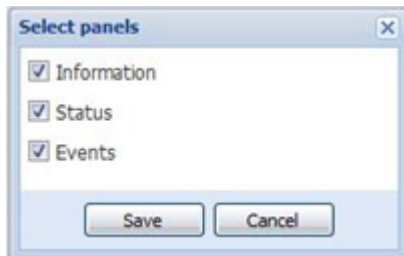 Select panels
Information
Status
Events
Save Cancel